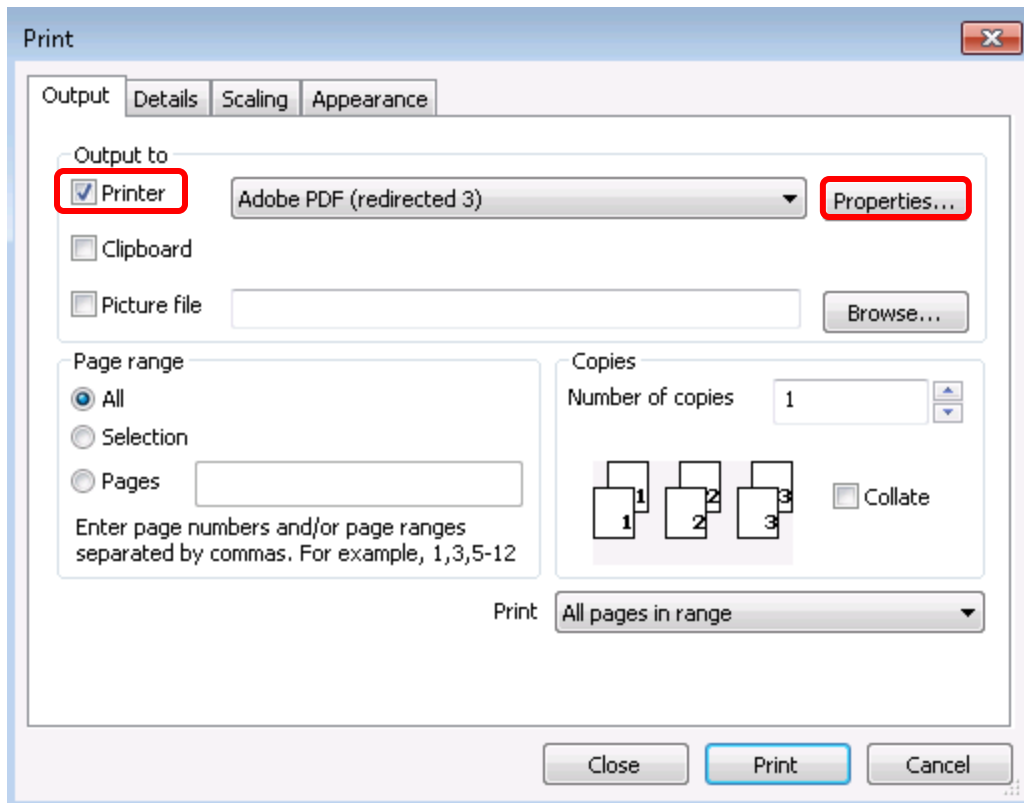 Print
Output Details Scaling Appearance
Output to
Printer Adobe PDF (redirected 3) Properties...
Clipboard
Picture file Browse...
Page range
All
Selection
Pages
Enter page numbers and/or page ranges
separated by commas. For example, 1,3,5-12
Copies
Number of copies 1
1 2 3
1 2 3
Collate
Print All pages in range
Close Print Cancel